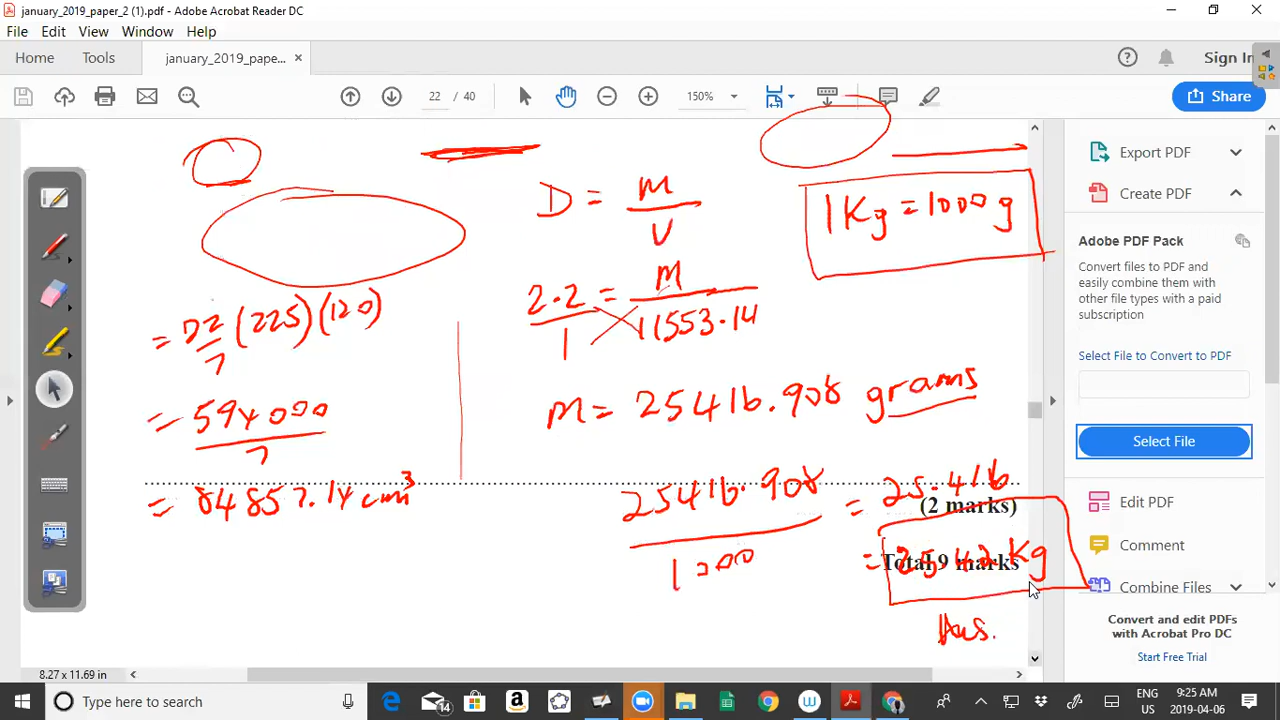 january_2019_paper_2 (1).pdf - Adobe Acrobat Reader DC
File Edit View Window Help
Home Tools january_2019_pape... × Sign In
22 / 40 150% Share
D = M/V
1Kg = 1000 g
2.2/1 = M/11553.14
= 22/7 (225)(120)
M = 25416.908 grams
= 594000/7
= 84857.14 cm³
25416.908/1000 = 25.416
(2 marks)
= 25.42 Kg
Total 9 marks
Ans.
Export PDF
Create PDF
Adobe PDF Pack
Convert files to PDF and
easily combine them with
other file types with a paid
subscription
Select File to Convert to PDF
Select File
Edit PDF
Comment
Combine Files
Convert and edit PDFs
with Acrobat Pro DC
Start Free Trial
8.27 x 11.69 in
Type here to search
14
ENG
US
9:25 AM
2019-04-06